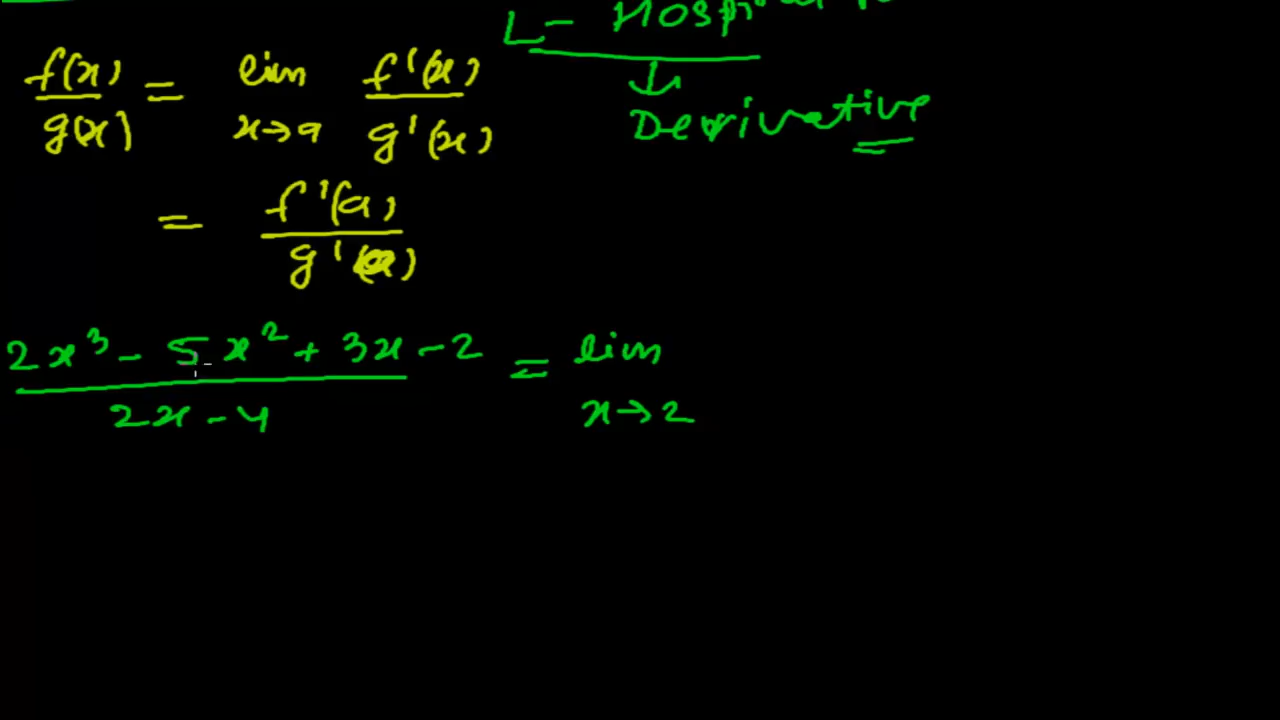 L - Hospital
f(x) / g(x) = lim x→a f'(x) / g'(x)
Derivative
= f'(a) / g'(a)
2x³ - 5x² + 3x - 2 / 2x - 4 = lim x→2